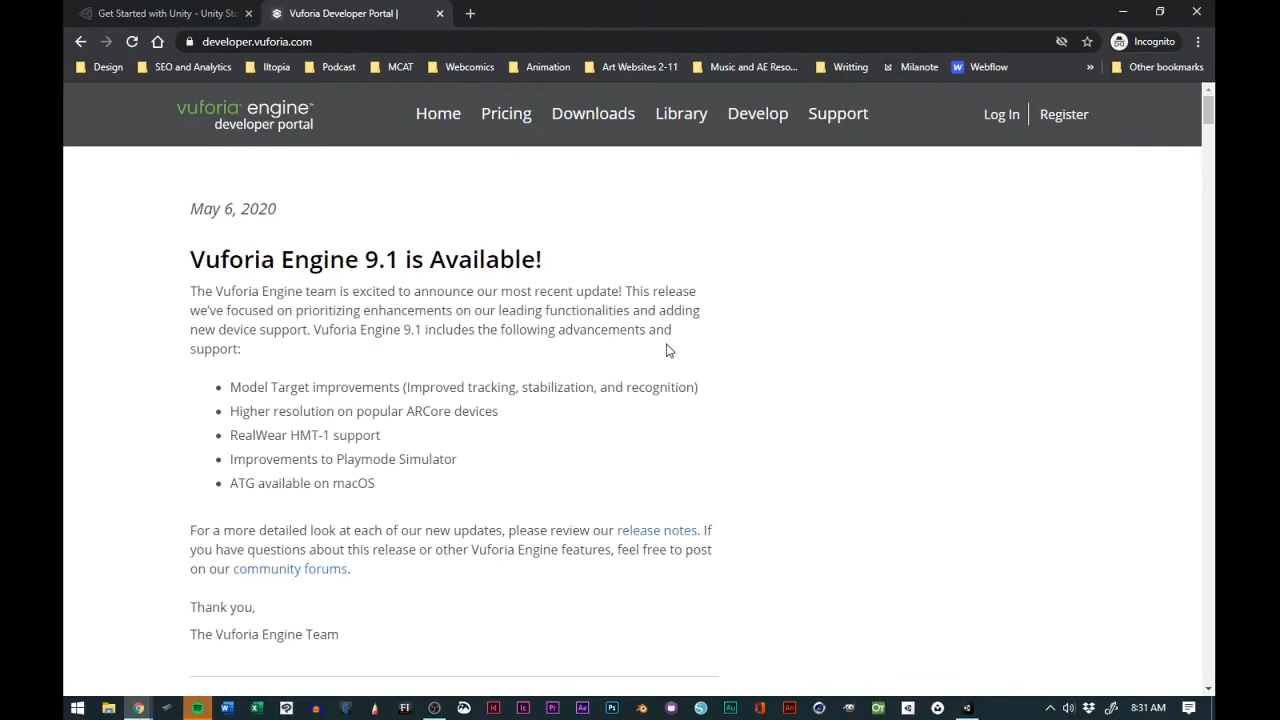 Get Started with Unity - Unity Sto
Vuforia Developer Portal |
developer.vuforia.com
Incognito
Design
SEO and Analytics
Iltopia
Podcast
MCAT
Webcomics
Animation
Art Websites 2-11
Music and AE Reso...
Writting
Milanote
Webflow
»
Other bookmarks
vuforia engine™
developer portal
Home
Pricing
Downloads
Library
Develop
Support
Log In
Register
May 6, 2020
Vuforia Engine 9.1 is Available!
The Vuforia Engine team is excited to announce our most recent update! This release
we've focused on prioritizing enhancements on our leading functionalities and adding
new device support. Vuforia Engine 9.1 includes the following advancements and
support:
• Model Target improvements (Improved tracking, stabilization, and recognition)
• Higher resolution on popular ARCore devices
• RealWear HMT-1 support
• Improvements to Playmode Simulator
• ATG available on macOS
For a more detailed look at each of our new updates, please review our release notes. If
you have questions about this release or other Vuforia Engine features, feel free to post
on our community forums.
Thank you,
The Vuforia Engine Team
8:31 AM